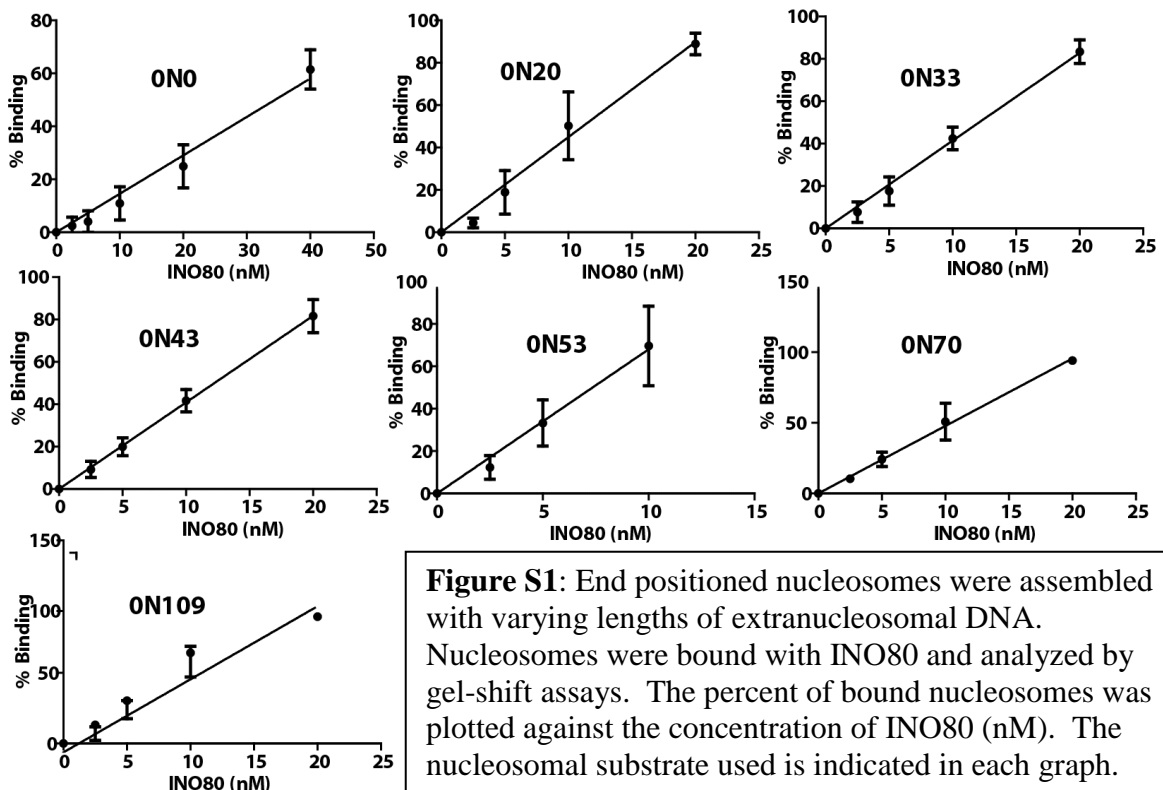 80
60
40
20
0
% Binding
0N0
0 10 20 30 40 50
INO80 (nM)
100
80
60
40
20
0
% Binding
0N20
0 5 10 15 20 25
INO80 (nM)
100
80
60
40
20
0
% Binding
0N33
0 5 10 15 20 25
INO80 (nM)
100
80
60
40
20
0
% Binding
0N43
0 5 10 15 20 25
INO80 (nM)
100
80
60
40
20
0
% Binding
0N53
0 5 10 15
INO80 (nM)
150
100
50
0
% Binding
0N70
0 5 10 15 20 25
INO80 (nM)
150
100
50
0
% Binding
0N109
0 5 10 15 20 25
INO80 (nM)
Figure S1: End positioned nucleosomes were assembled
with varying lengths of extranucleosomal DNA.
Nucleosomes were bound with INO80 and analyzed by
gel-shift assays. The percent of bound nucleosomes was
plotted against the concentration of INO80 (nM). The
nucleosomal substrate used is indicated in each graph.